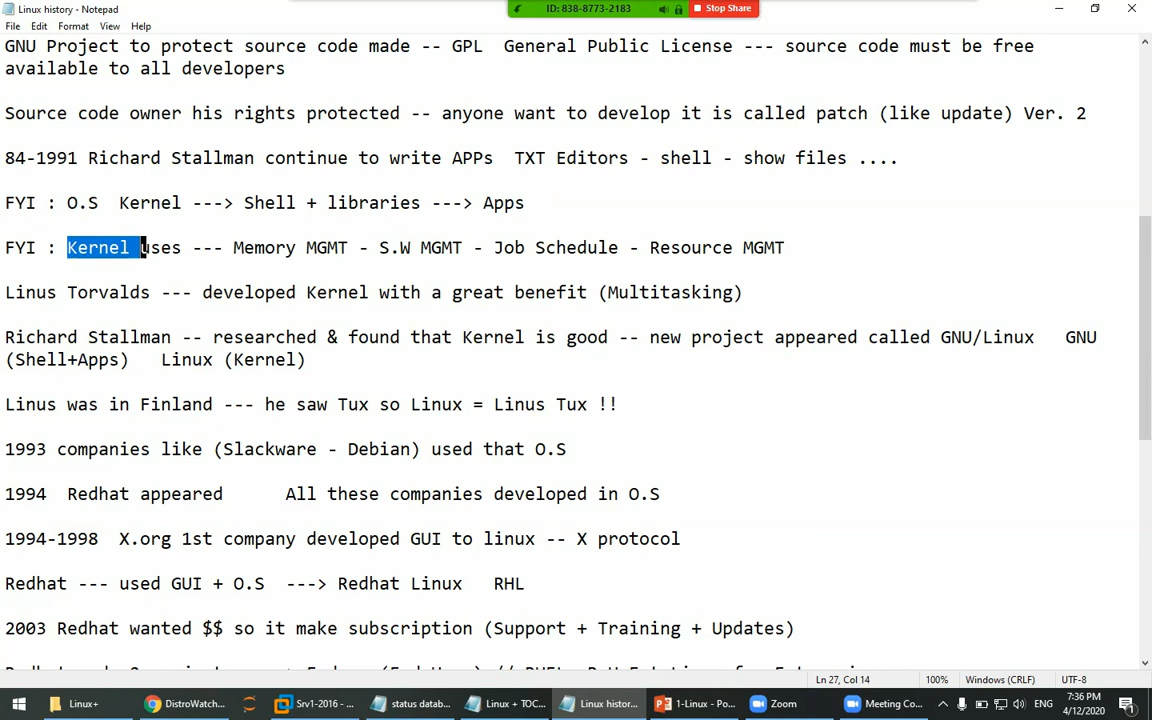 Linux history - Notepad
ID: 838-8773-2183
Stop Share
File Edit Format View Help
GNU Project to protect source code made -- GPL General Public License --- source code must be free
available to all developers
Source code owner his rights protected -- anyone want to develop it is called patch (like update) Ver. 2
84-1991 Richard Stallman continue to write APPs TXT Editors - shell - show files ....
FYI : O.S Kernel ---> Shell + libraries ---> Apps
FYI : Kernel uses --- Memory MGMT - S.W MGMT - Job Schedule - Resource MGMT
Linus Torvalds --- developed Kernel with a great benefit (Multitasking)
Richard Stallman -- researched & found that Kernel is good -- new project appeared called GNU/Linux GNU
(Shell+Apps) Linux (Kernel)
Linus was in Finland --- he saw Tux so Linux = Linus Tux !!
1993 companies like (Slackware - Debian) used that O.S
1994 Redhat appeared All these companies developed in O.S
1994-1998 X.org 1st company developed GUI to linux -- X protocol
Redhat --- used GUI + O.S ---> Redhat Linux RHL
2003 Redhat wanted $$ so it make subscription (Support + Training + Updates)
Ln 27, Col 14 100% Windows (CRLF) UTF-8
Linux+ DistroWatch... Srv1-2016 - ... status datab... Linux + TOC... Linux histor... 1-Linux - Po... Zoom Meeting Co... ENG 7:36 PM
4/12/2020 1